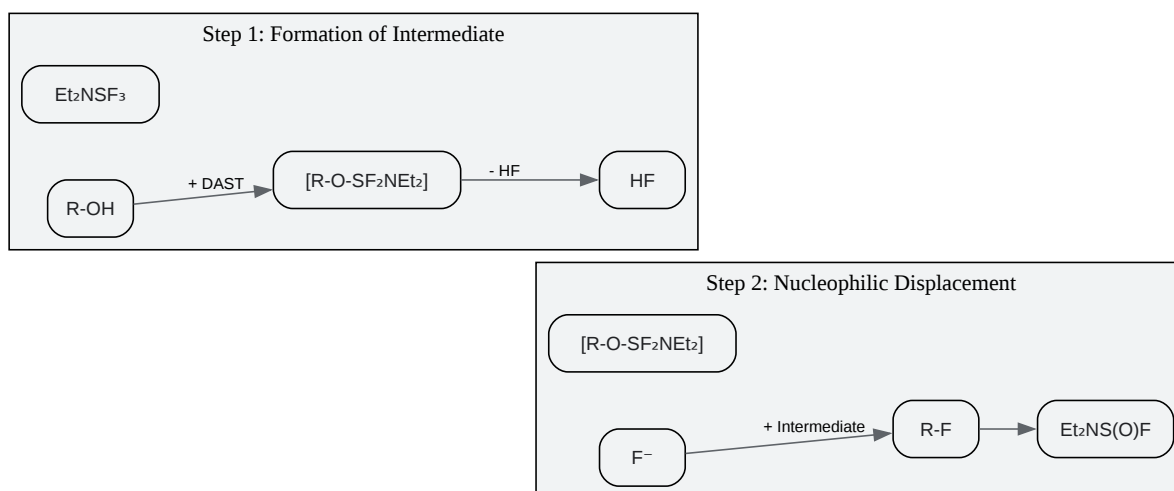 Step 1: Formation of Intermediate
Et₂NSF₃
R-OH
+ DAST
[R-O-SF₂NEt₂]
- HF
HF
Step 2: Nucleophilic Displacement
[R-O-SF₂NEt₂]
F⁻
+ Intermediate
R-F
Et₂NS(O)F